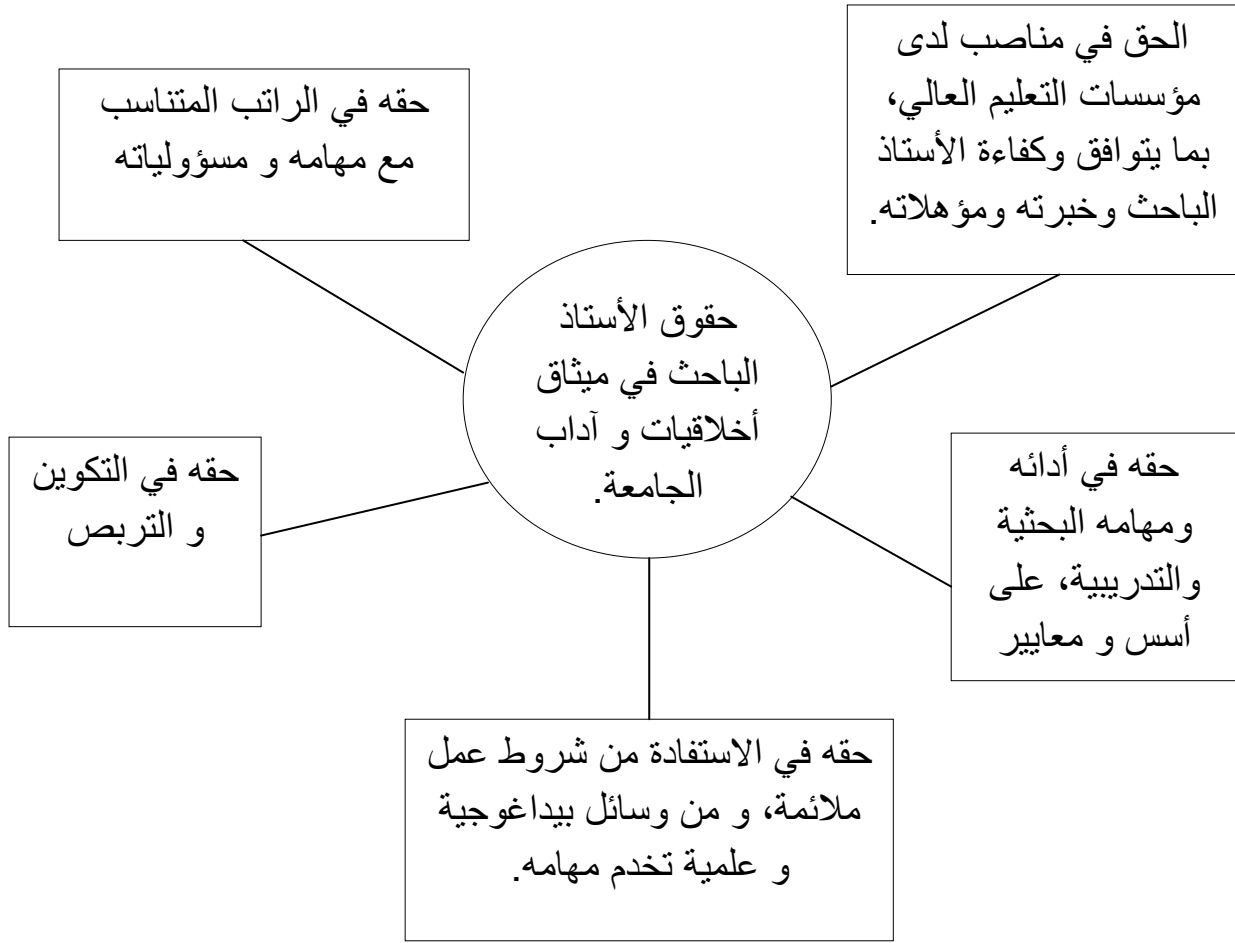 الحق في مناصب لدى
مؤسسات التعليم العالي،
بما يتوافق وكفاءة الأستاذ
الباحث وخبرته ومؤهلاته.
حقه في الراتب المتناسب
مع مهامه و مسؤولياته
حقوق الأستاذ
الباحث في ميثاق
أخلاقيات و آداب
الجامعة.
حقه في أدائه
ومهامه البحثية
والتدريبية، على
أسس و معايير
حقه في التكوين
و التربص
حقه في الاستفادة من شروط عمل
ملائمة، و من وسائل بيداغوجية
و علمية تخدم مهامه.